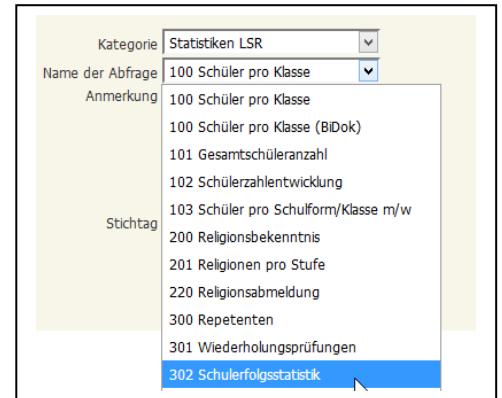 Kategorie Statistiken LSR
Name der Abfrage 100 Schüler pro Klasse
Anmerkung 100 Schüler pro Klasse
100 Schüler pro Klasse (BiDok)
101 Gesamtschüleranzahl
102 Schülerzahlentwicklung
103 Schüler pro Schulform/Klasse m/w
Stichtag
200 Religionsbekenntnis
201 Religionen pro Stufe
220 Religionsabmeldung
300 Repetenten
301 Wiederholungsprüfungen
302 Schulerfolgsstatistik